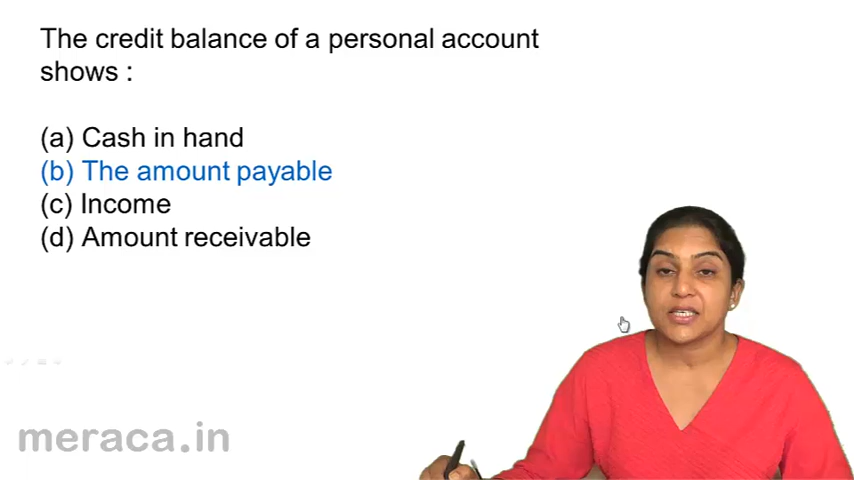 The credit balance of a personal account
shows :
(a) Cash in hand
(b) The amount payable
(c) Income
(d) Amount receivable
meraca.in